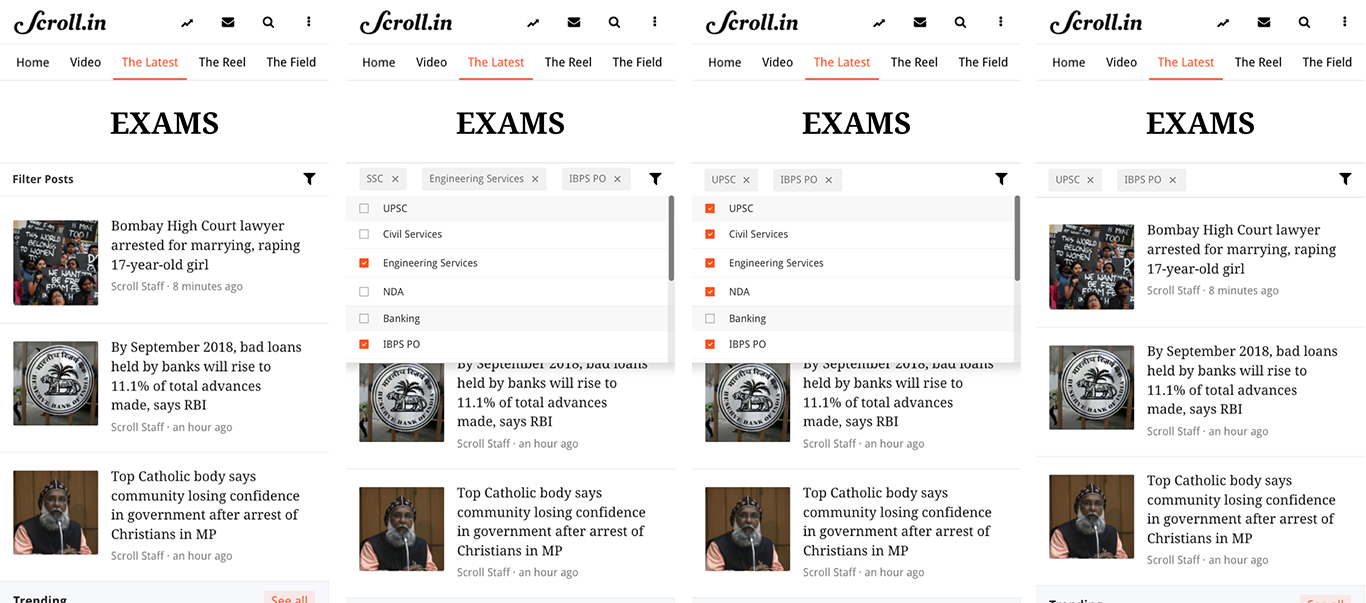 Scroll.in
Home Video The Latest The Reel The Field
EXAMS
Filter Posts
Bombay High Court lawyer
arrested for marrying, raping
17-year-old girl
Scroll Staff · 8 minutes ago
By September 2018, bad loans
held by banks will rise to
11.1% of total advances
made, says RBI
Scroll Staff · an hour ago
Top Catholic body says
community losing confidence
in government after arrest of
Christians in MP
Scroll Staff · an hour ago
Trending See all
Scroll.in
Home Video The Latest The Reel The Field
EXAMS
SSC × Engineering Services × IBPS PO ×
UPSC
Civil Services
Engineering Services
NDA
Banking
IBPS PO
By September 2018, bad loans
held by banks will rise to
11.1% of total advances
made, says RBI
Scroll Staff · an hour ago
Top Catholic body says
community losing confidence
in government after arrest of
Christians in MP
Scroll Staff · an hour ago
Scroll.in
Home Video The Latest The Reel The Field
EXAMS
UPSC × IBPS PO ×
UPSC
Civil Services
Engineering Services
NDA
Banking
IBPS PO
By September 2018, bad loans
held by banks will rise to
11.1% of total advances
made, says RBI
Scroll Staff · an hour ago
Top Catholic body says
community losing confidence
in government after arrest of
Christians in MP
Scroll Staff · an hour ago
Scroll.in
Home Video The Latest The Reel The Field
EXAMS
UPSC × IBPS PO ×
Bombay High Court lawyer
arrested for marrying, raping
17-year-old girl
Scroll Staff · 8 minutes ago
By September 2018, bad loans
held by banks will rise to
11.1% of total advances
made, says RBI
Scroll Staff · an hour ago
Top Catholic body says
community losing confidence
in government after arrest of
Christians in MP
Scroll Staff · an hour ago